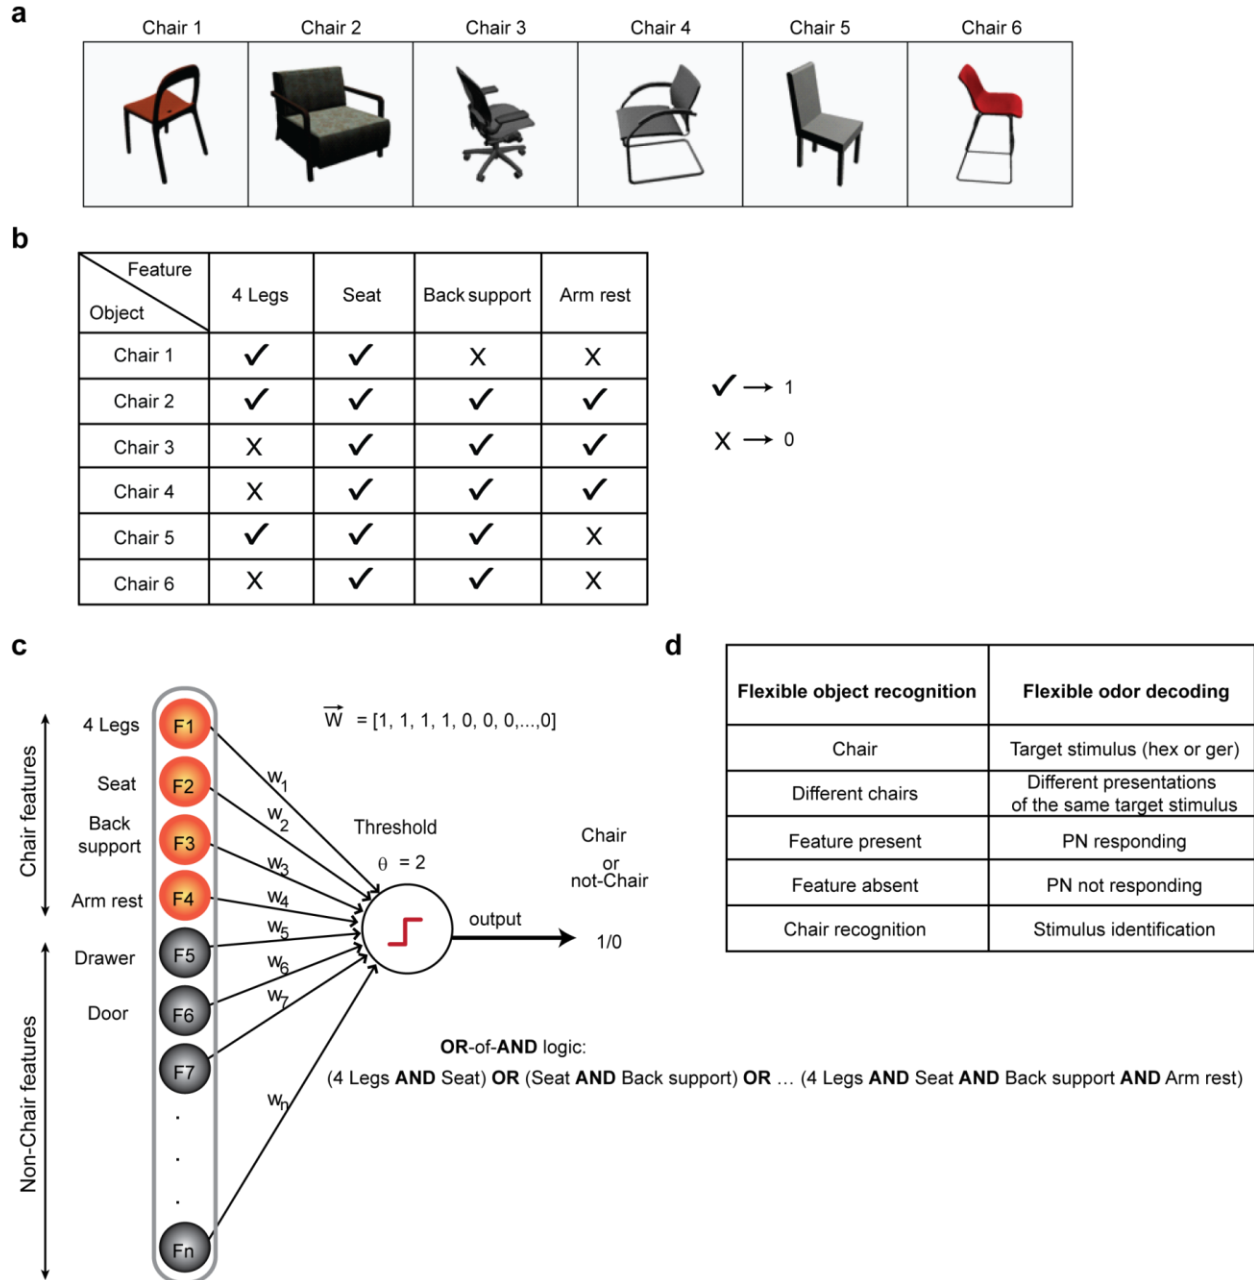 a
Chair 1 Chair 2 Chair 3 Chair 4 Chair 5 Chair 6
b
Feature
Object
4 Legs Seat Back support Arm rest
Chair 1 ✓ ✓ X X
Chair 2 ✓ ✓ ✓ ✓
Chair 3 X ✓ ✓ ✓
Chair 4 X ✓ ✓ ✓
Chair 5 ✓ ✓ ✓ X
Chair 6 X ✓ ✓ X
✓ → 1
X → 0
c
Chair features
Non-Chair features
4 Legs
Seat
Back
support
Arm rest
Drawer
Door
F1
F2
F3
F4
F5
F6
F7
.
.
.
Fn
W = [1, 1, 1, 1, 0, 0, 0,...,0]
w1
w2
w3
w4
w5
w6
w7
wn
Threshold
θ = 2
output
Chair
or
not-Chair
1/0
OR-of-AND logic:
(4 Legs AND Seat) OR (Seat AND Back support) OR ... (4 Legs AND Seat AND Back support AND Arm rest)
d
Flexible object recognition Flexible odor decoding
Chair Target stimulus (hex or ger)
Different chairs Different presentations
of the same target stimulus
Feature present PN responding
Feature absent PN not responding
Chair recognition Stimulus identification